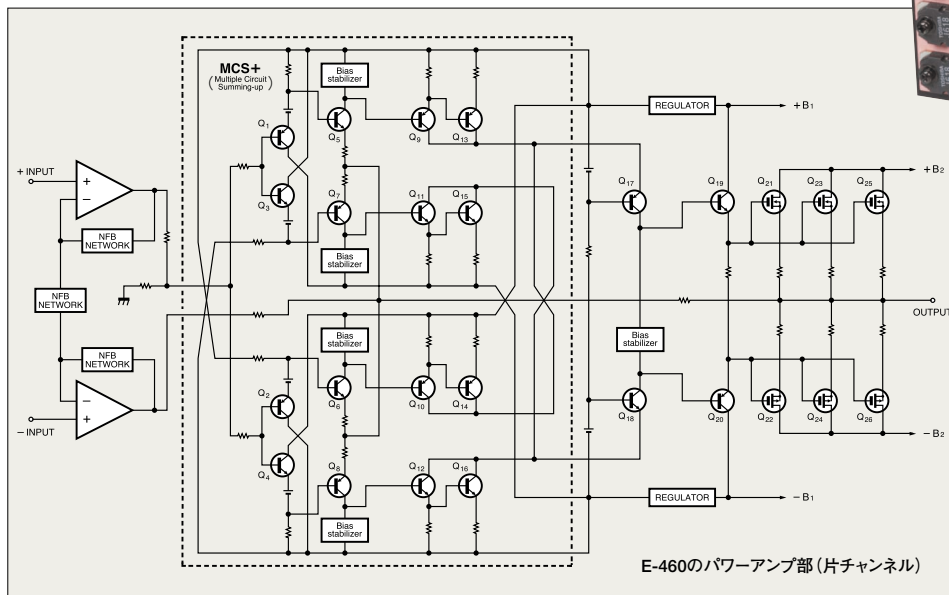 MCS+
( Multiple Circuit
Summing-up )
Bias
stabilizer
REGULATOR
+B1
Q1
Q5
Q9
Q13
+ INPUT
+
−
NFB
NETWORK
Q3
Q7
Q11
Q15
Q17
Q19
Q21
Q23
Q25
+B2
Bias
stabilizer
NFB
NETWORK
OUTPUT
Bias
stabilizer
Bias
stabilizer
NFB
NETWORK
−
+
− INPUT
Q2
Q6
Q10
Q14
Q18
Q20
Q22
Q24
Q26
−B2
Q4
Q8
Q12
Q16
Bias
stabilizer
REGULATOR
−B1
E-460のパワーアンプ部(片チャンネル)